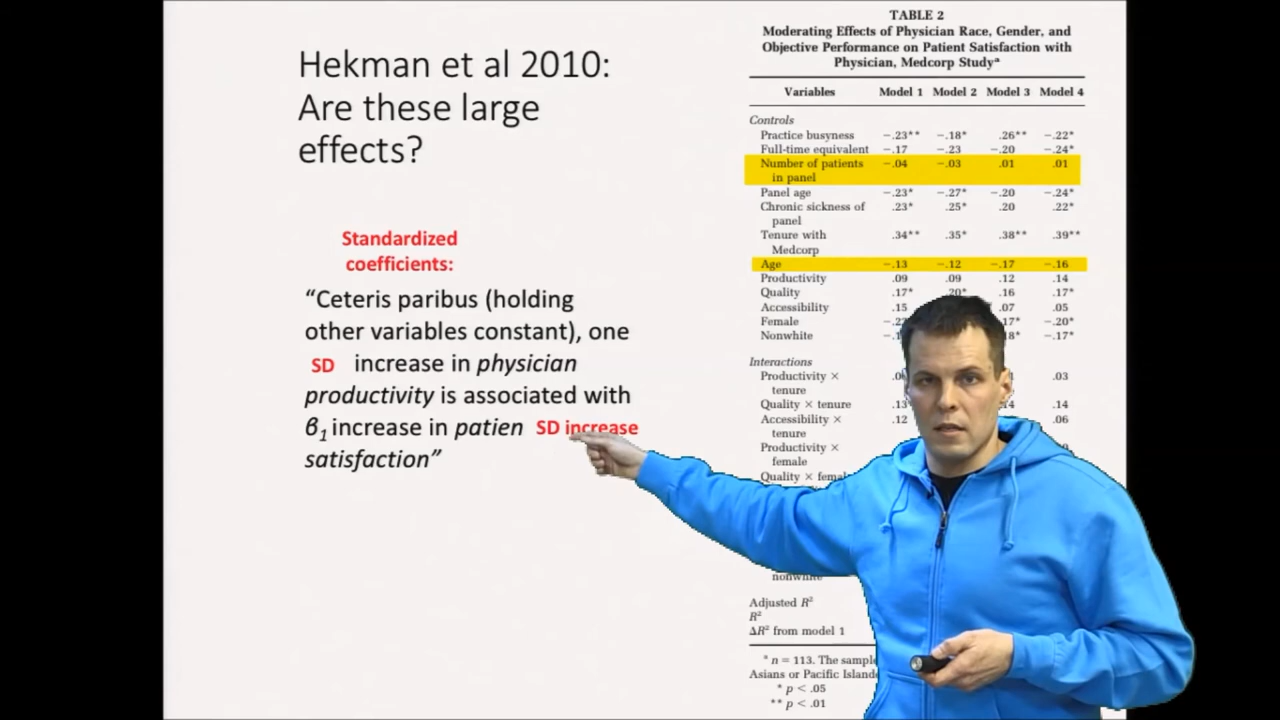 Hekman et al 2010:
Are these large
effects?
Standardized
coefficients:
“Ceteris paribus (holding
other variables constant), one
SD increase in physician
productivity is associated with
β1 increase in patien SD increase
satisfaction”
TABLE 2
Moderating Effects of Physician Race, Gender, and
Objective Performance on Patient Satisfaction with
Physician, Medcorp Studyᵃ
Variables Model 1 Model 2 Model 3 Model 4
Controls
Practice busyness −.23** −.18* .26** −.22*
Full-time equivalent −.17 −.23 −.20 −.24*
Number of patients −.04 −.03 .01 .01
in panel
Panel age −.23* −.27* −.20 −.24*
Chronic sickness of .23* .25* .20 .22*
panel
Tenure with .34** .35* .38** .39**
Medcorp
Age −.13 −.12 −.17 −.16
Productivity .09 .09 .12 .14
Quality .17* .20* .16 .17*
Accessibility .15 .07 .05
Female −.20*
Nonwhite −.17*
Interactions
Productivity × .03
tenure
Quality × tenure .13 .14
Accessibility × .12 .06
tenure
Productivity ×
female
Quality ×
nonwhite
Adjusted R²
R²
ΔR² from model 1
* n = 113. The
Asians or Pacific
* p < .05
** p < .01